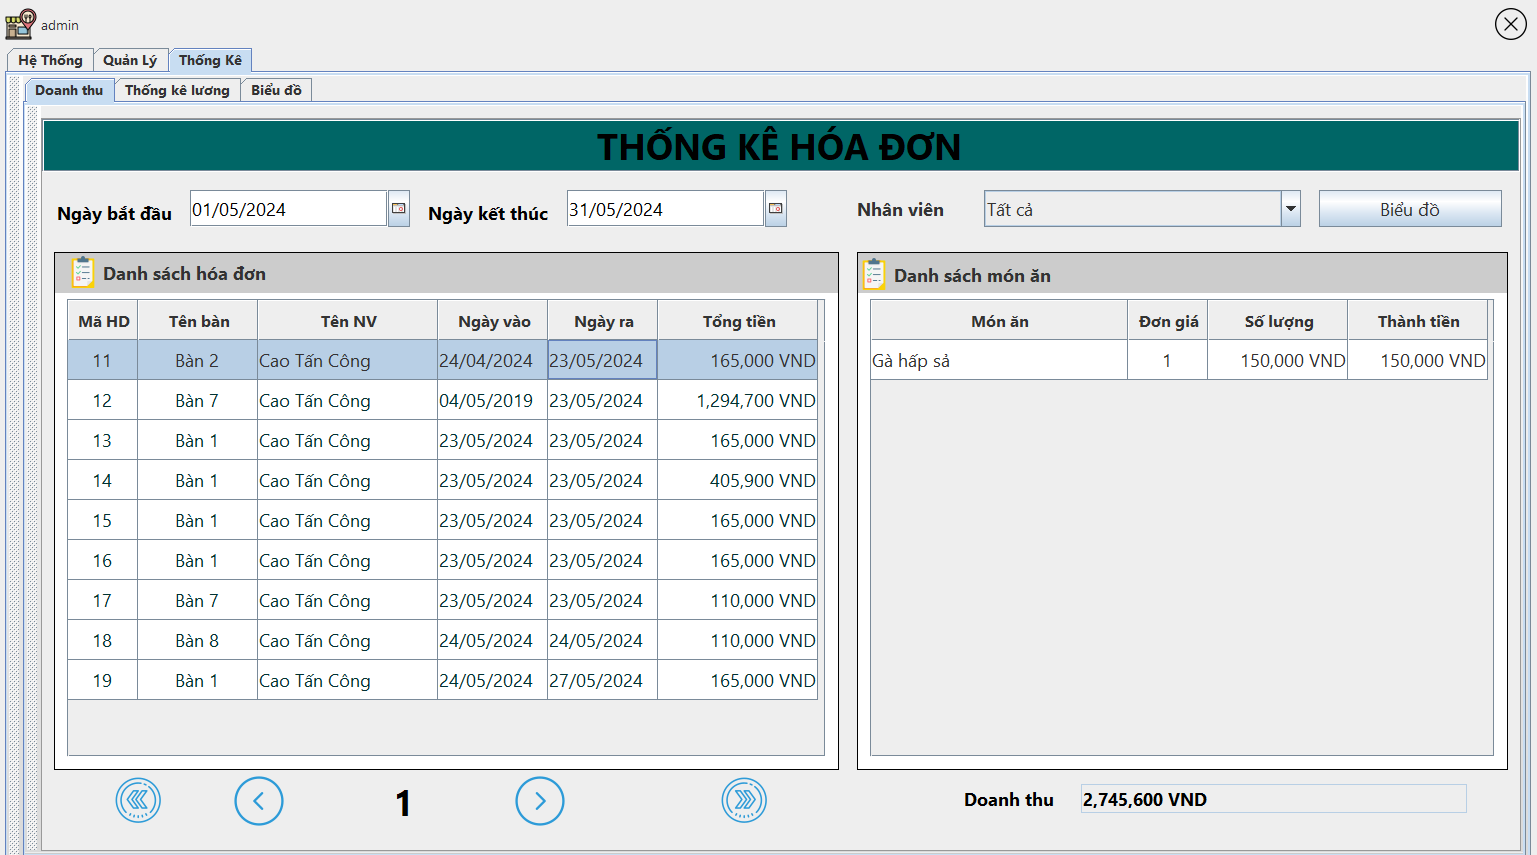 admin
Hệ Thống Quản Lý Thống Kê
Doanh thu Thống kê lương Biểu đồ
THỐNG KÊ HÓA ĐƠN
Ngày bắt đầu 01/05/2024 Ngày kết thúc 31/05/2024 Nhân viên Tất cả Biểu đồ
Danh sách hóa đơn
Mã HD Tên bàn Tên NV Ngày vào Ngày ra Tổng tiền
11 Bàn 2 Cao Tấn Công 24/04/2024 23/05/2024 165,000 VND
12 Bàn 7 Cao Tấn Công 04/05/2019 23/05/2024 1,294,700 VND
13 Bàn 1 Cao Tấn Công 23/05/2024 23/05/2024 165,000 VND
14 Bàn 1 Cao Tấn Công 23/05/2024 23/05/2024 405,900 VND
15 Bàn 1 Cao Tấn Công 23/05/2024 23/05/2024 165,000 VND
16 Bàn 1 Cao Tấn Công 23/05/2024 23/05/2024 165,000 VND
17 Bàn 7 Cao Tấn Công 23/05/2024 23/05/2024 110,000 VND
18 Bàn 8 Cao Tấn Công 24/05/2024 24/05/2024 110,000 VND
19 Bàn 1 Cao Tấn Công 24/05/2024 27/05/2024 165,000 VND
1
Danh sách món ăn
Món ăn Đơn giá Số lượng Thành tiền
Gà hấp sả 1 150,000 VND 150,000 VND
Doanh thu 2,745,600 VND